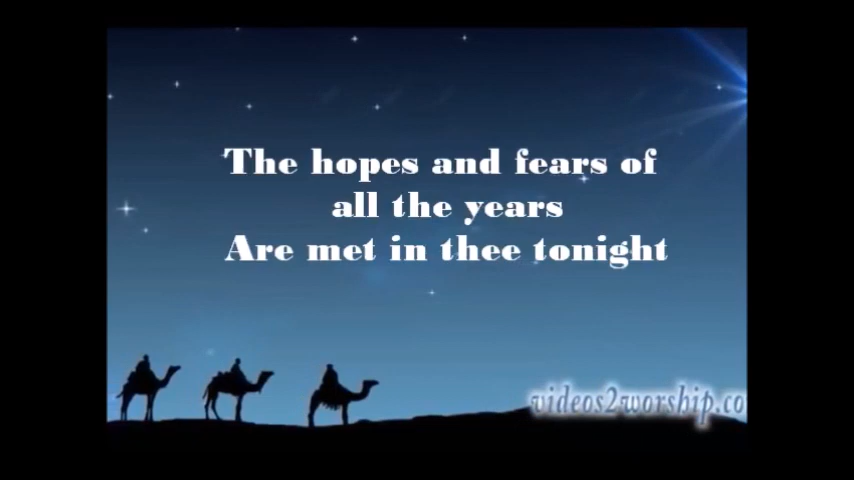 The hopes and fears of
all the years
Are met in thee tonight
videos2worship.co